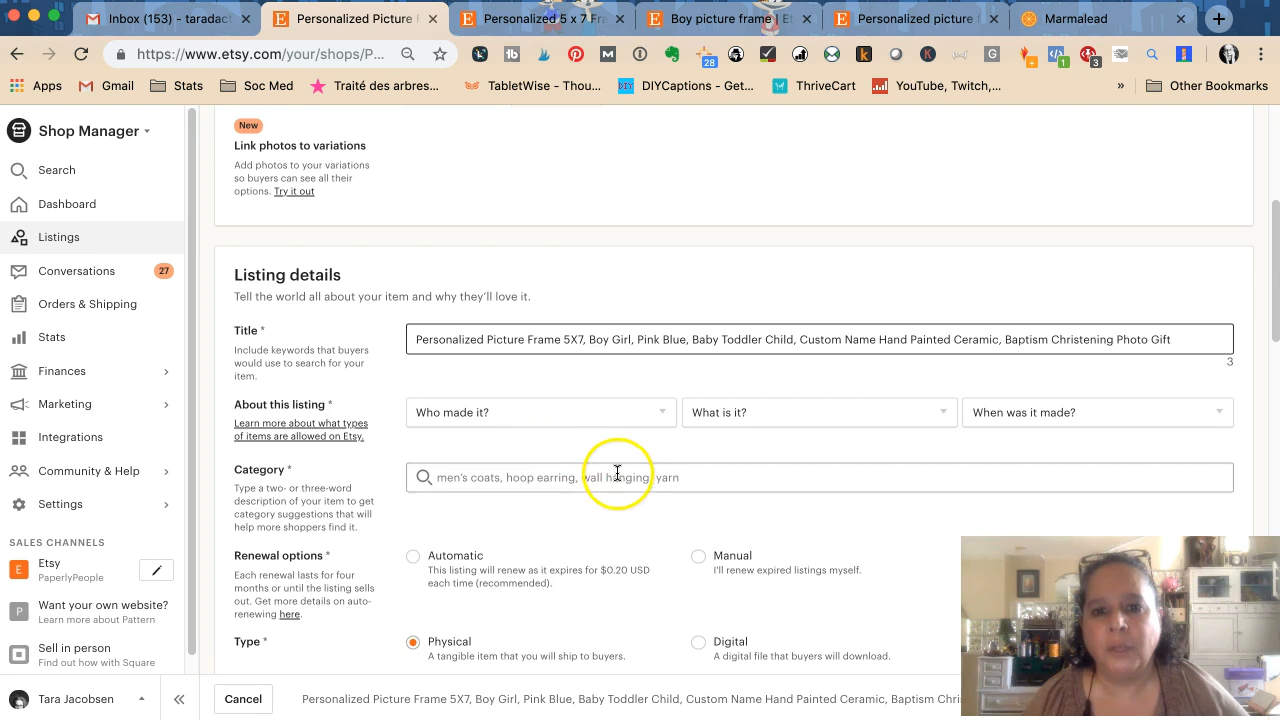 Inbox (153) – taradact
Personalized Picture F
Personalized 5 x 7 Fra
Boy picture frame | Et
Personalized picture f
Marmalead
https://www.etsy.com/your/shops/P...
28
1
3
Apps
Gmail
Stats
Soc Med
Traité des arbres...
TabletWise - Thou...
DIYCaptions - Get...
ThriveCart
YouTube, Twitch,...
»
Other Bookmarks
Shop Manager
Search
Dashboard
Listings
Conversations
27
Orders & Shipping
Stats
Finances
Marketing
Integrations
Community & Help
Settings
SALES CHANNELS
Etsy
PaperlyPeople
Want your own website?
Learn more about Pattern
Sell in person
Find out how with Square
Tara Jacobsen
New
Link photos to variations
Add photos to your variations
so buyers can see all their
options. Try it out
Listing details
Tell the world all about your item and why they'll love it.
Title *
Include keywords that buyers
would use to search for your
item.
Personalized Picture Frame 5X7, Boy Girl, Pink Blue, Baby Toddler Child, Custom Name Hand Painted Ceramic, Baptism Christening Photo Gift
3
About this listing *
Learn more about what types
of items are allowed on Etsy.
Who made it?
What is it?
When was it made?
Category *
Type a two- or three-word
description of your item to get
category suggestions that will
help more shoppers find it.
men's coats, hoop earring, wall hanging, yarn
Renewal options *
Each renewal lasts for four
months or until the listing sells
out. Get more details on auto-
renewing here.
Automatic
This listing will renew as it expires for $0.20 USD
each time (recommended).
Manual
I'll renew expired listings myself.
Type *
Physical
A tangible item that you will ship to buyers.
Digital
A digital file that buyers will download.
Cancel
Personalized Picture Frame 5X7, Boy Girl, Pink Blue, Baby Toddler Child, Custom Name Hand Painted Ceramic, Baptism Chris